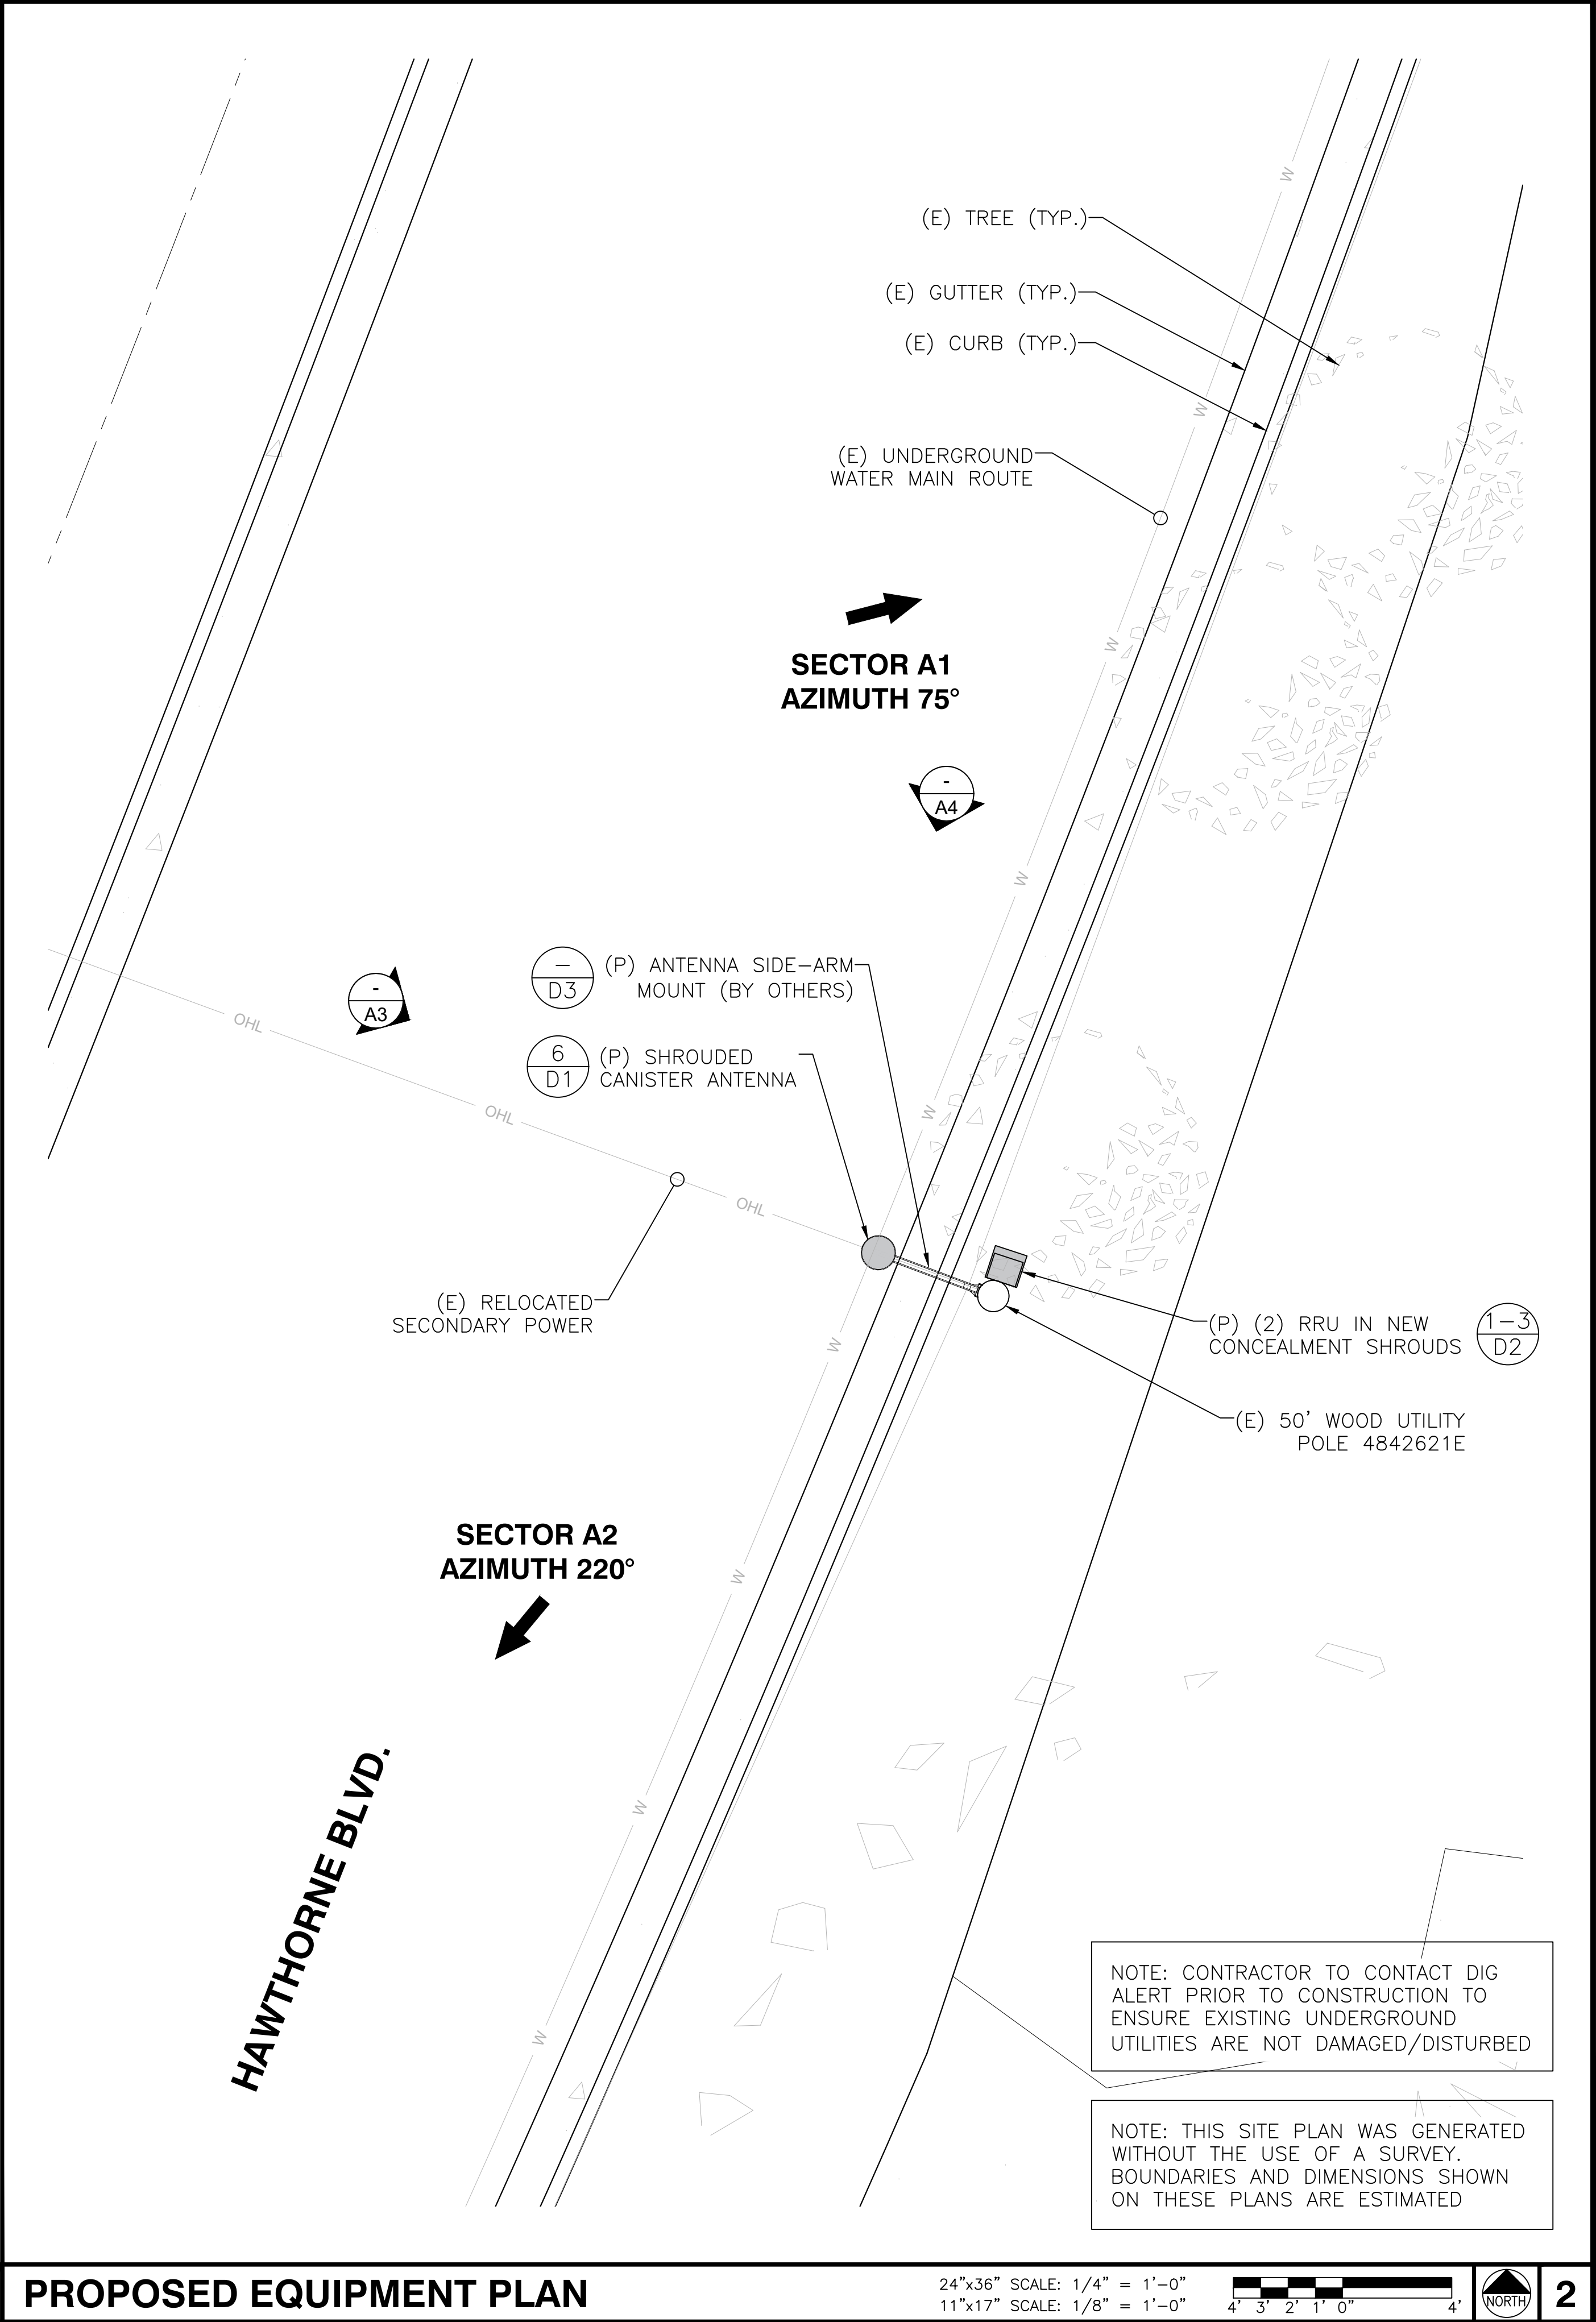 (E) TREE (TYP.)
(E) GUTTER (TYP.)
(E) CURB (TYP.)
(E) UNDERGROUND
WATER MAIN ROUTE
SECTOR A1
AZIMUTH 75°
-
A4
-
A3
—
D3
(P) ANTENNA SIDE-ARM
MOUNT (BY OTHERS)
6
D1
(P) SHROUDED
CANISTER ANTENNA
W
W
W
W
W
W
W
W
W
OHL
OHL
OHL
(E) RELOCATED
SECONDARY POWER
(P) (2) RRU IN NEW
CONCEALMENT SHROUDS
1-3
D2
(E) 50' WOOD UTILITY
POLE 4842621E
SECTOR A2
AZIMUTH 220°
HAWTHORNE BLVD.
NOTE: CONTRACTOR TO CONTACT DIG
ALERT PRIOR TO CONSTRUCTION TO
ENSURE EXISTING UNDERGROUND
UTILITIES ARE NOT DAMAGED/DISTURBED
NOTE: THIS SITE PLAN WAS GENERATED
WITHOUT THE USE OF A SURVEY.
BOUNDARIES AND DIMENSIONS SHOWN
ON THESE PLANS ARE ESTIMATED
PROPOSED EQUIPMENT PLAN
24"x36" SCALE: 1/4" = 1'-0"
11"x17" SCALE: 1/8" = 1'-0"
4' 3' 2' 1' 0" 4'
NORTH
2